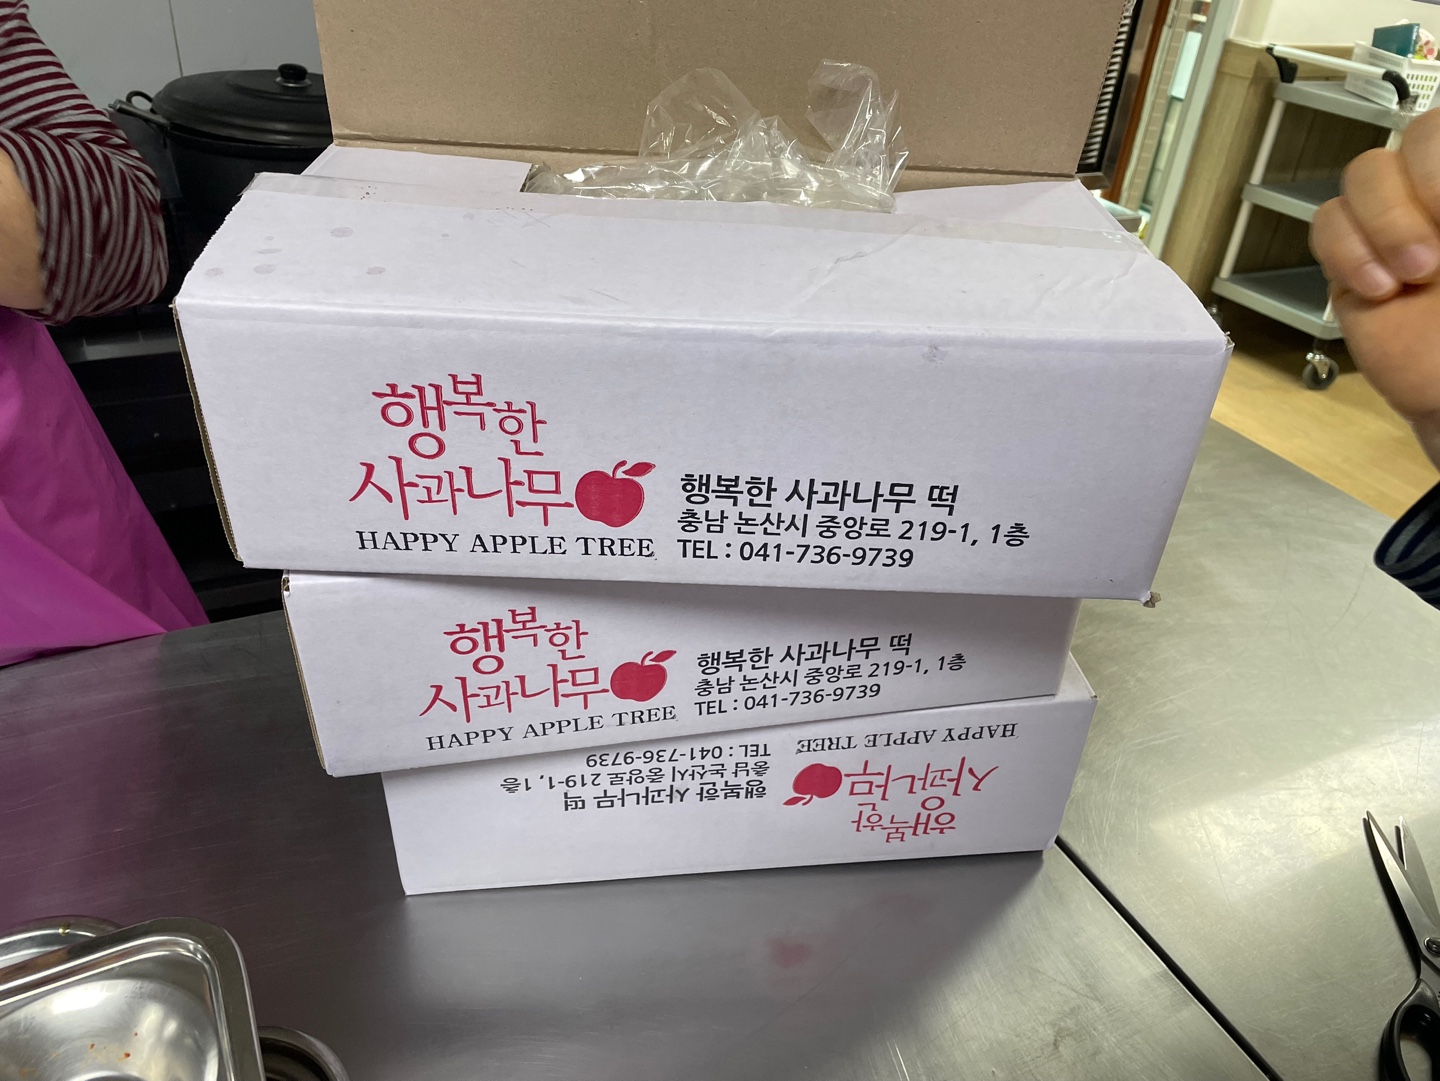 행복한
사과나무
HAPPY APPLE TREE
행복한 사과나무 떡
충남 논산시 중앙로 219-1, 1층
TEL : 041-736-9739
행복한
사과나무
HAPPY APPLE TREE
행복한 사과나무 떡
충남 논산시 중앙로 219-1, 1층
TEL : 041-736-9739
행복한
사과나무
HAPPY APPLE TREE
행복한 사과나무 떡
충남 논산시 중앙로 219-1, 1층
TEL : 041-736-9739